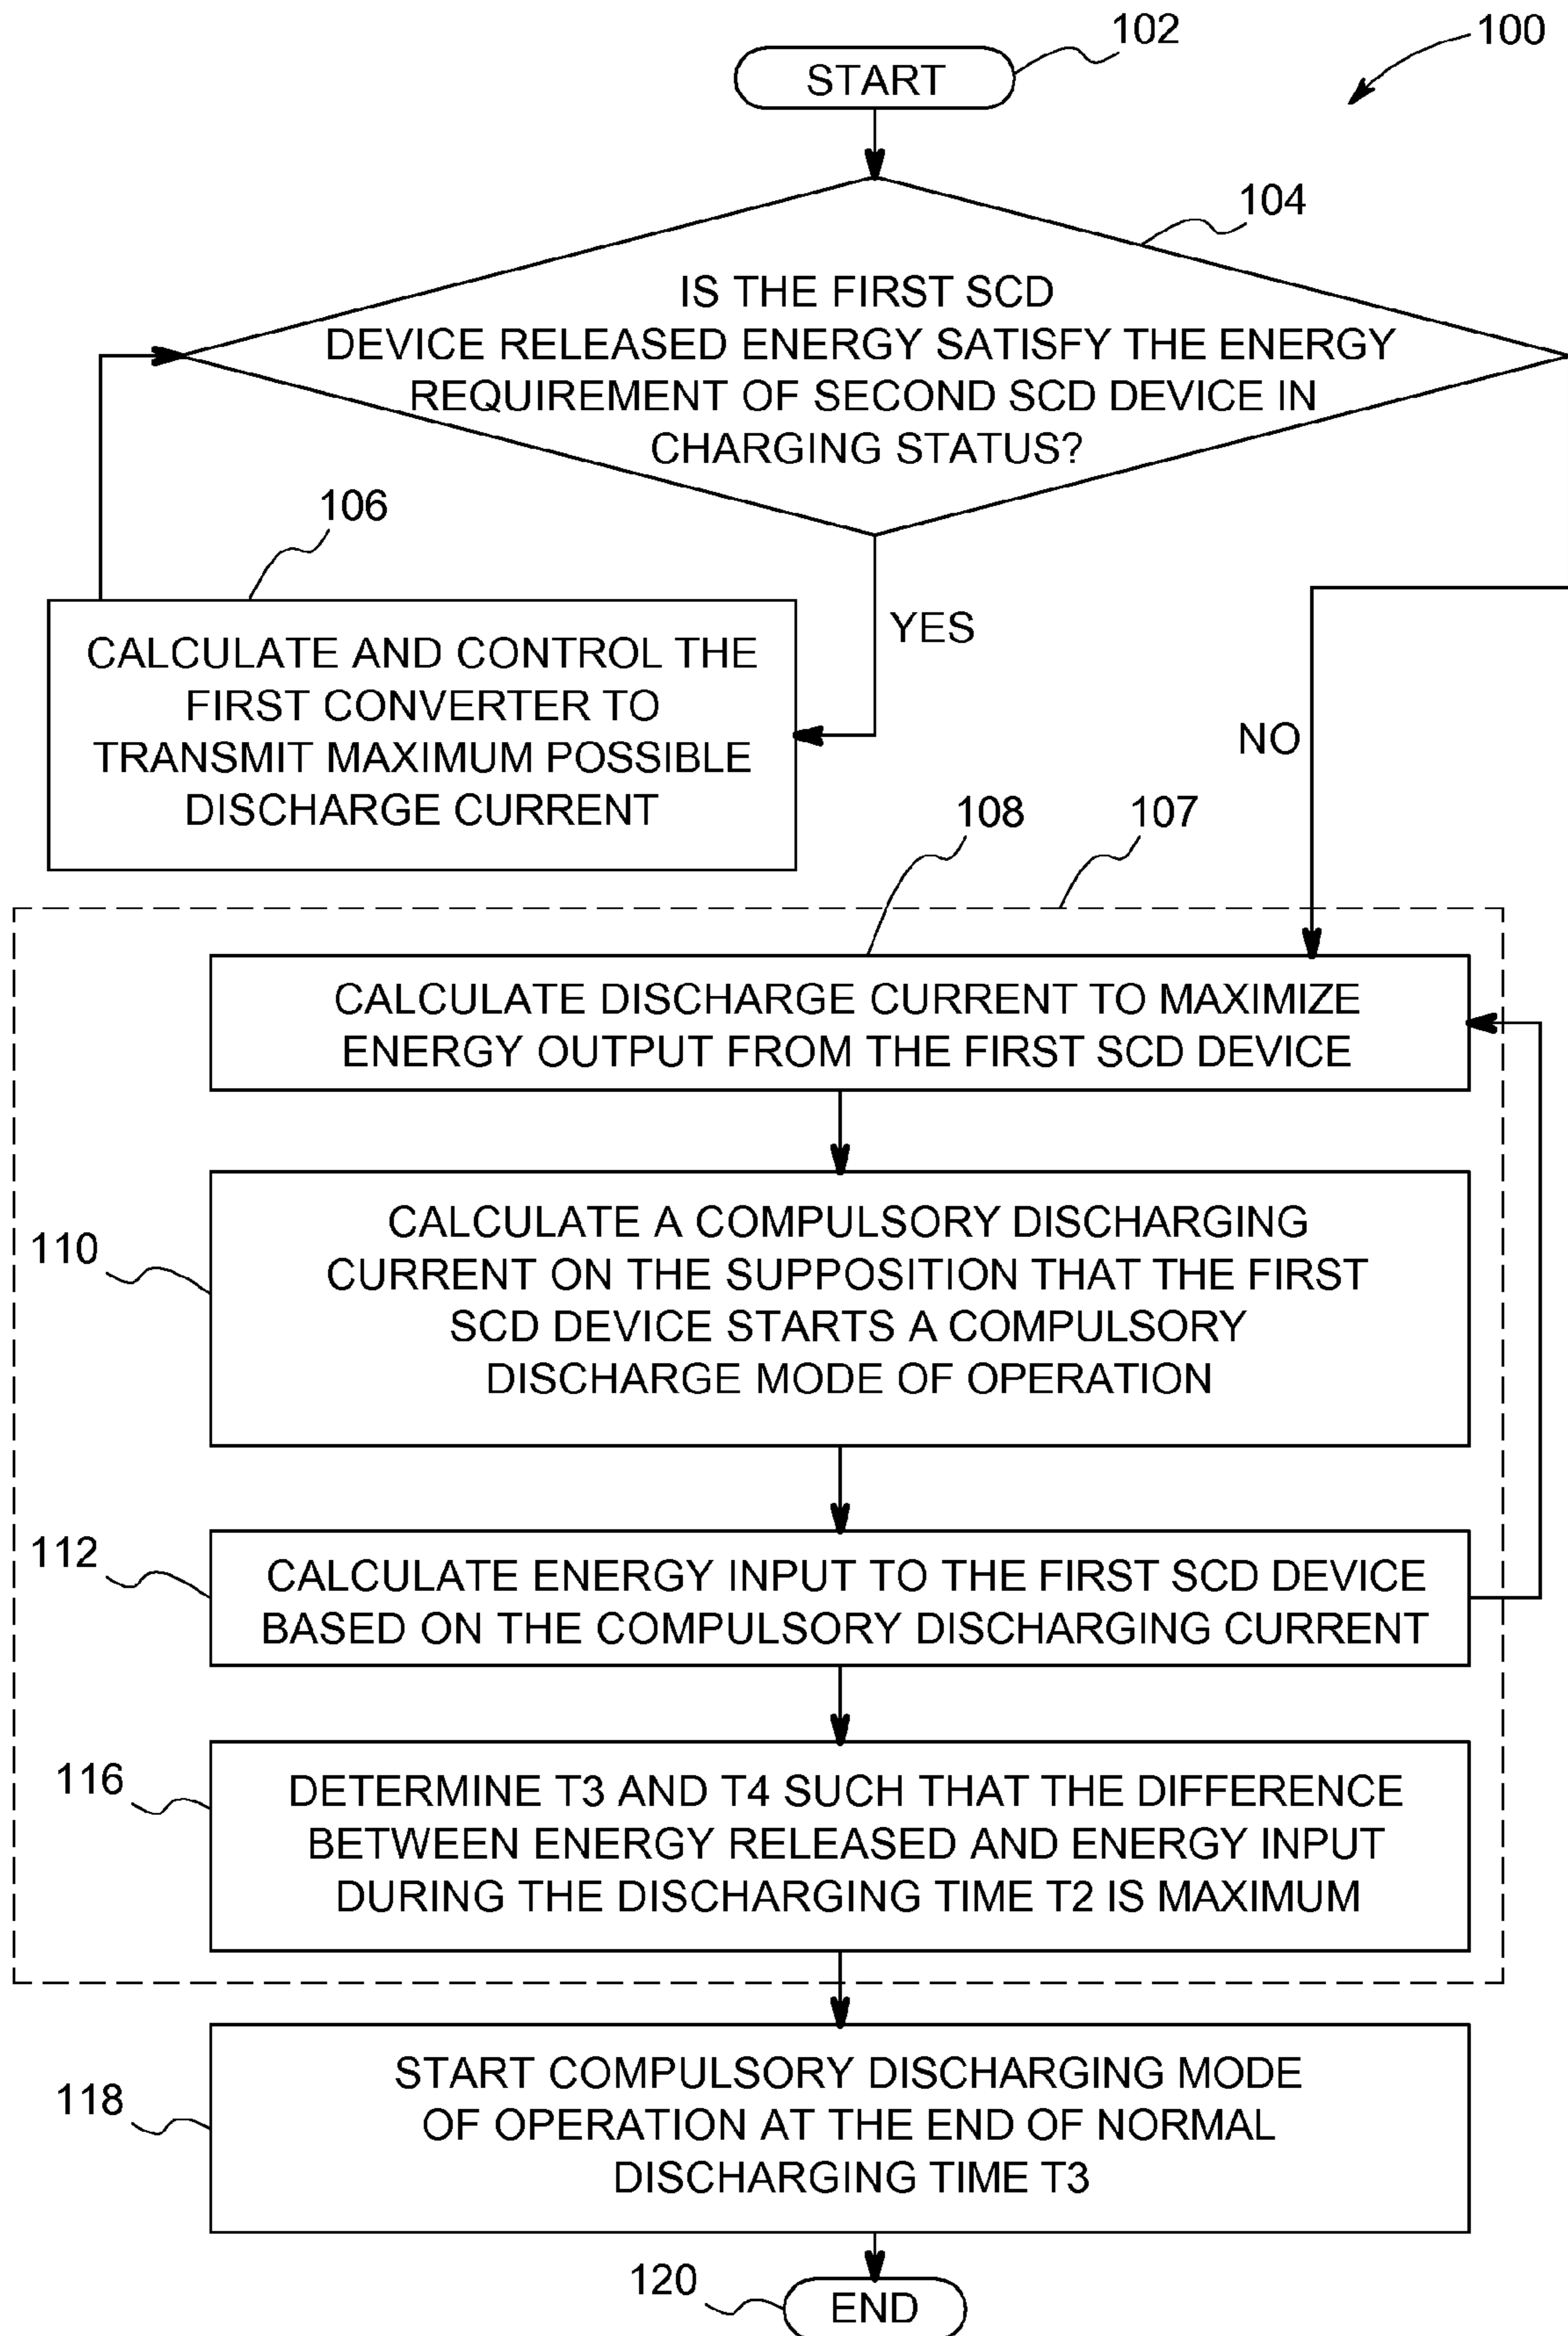 102
100
START
104
IS THE FIRST SCD
DEVICE RELEASED ENERGY SATISFY THE ENERGY
REQUIREMENT OF SECOND SCD DEVICE IN
CHARGING STATUS?
106
YES
CALCULATE AND CONTROL THE
FIRST CONVERTER TO
TRANSMIT MAXIMUM POSSIBLE
DISCHARGE CURRENT
NO
108
107
CALCULATE DISCHARGE CURRENT TO MAXIMIZE
ENERGY OUTPUT FROM THE FIRST SCD DEVICE
110
CALCULATE A COMPULSORY DISCHARGING
CURRENT ON THE SUPPOSITION THAT THE FIRST
SCD DEVICE STARTS A COMPULSORY
DISCHARGE MODE OF OPERATION
112
CALCULATE ENERGY INPUT TO THE FIRST SCD DEVICE
BASED ON THE COMPULSORY DISCHARGING CURRENT
116
DETERMINE T3 AND T4 SUCH THAT THE DIFFERENCE
BETWEEN ENERGY RELEASED AND ENERGY INPUT
DURING THE DISCHARGING TIME T2 IS MAXIMUM
118
START COMPULSORY DISCHARGING MODE
OF OPERATION AT THE END OF NORMAL
DISCHARGING TIME T3
120
END